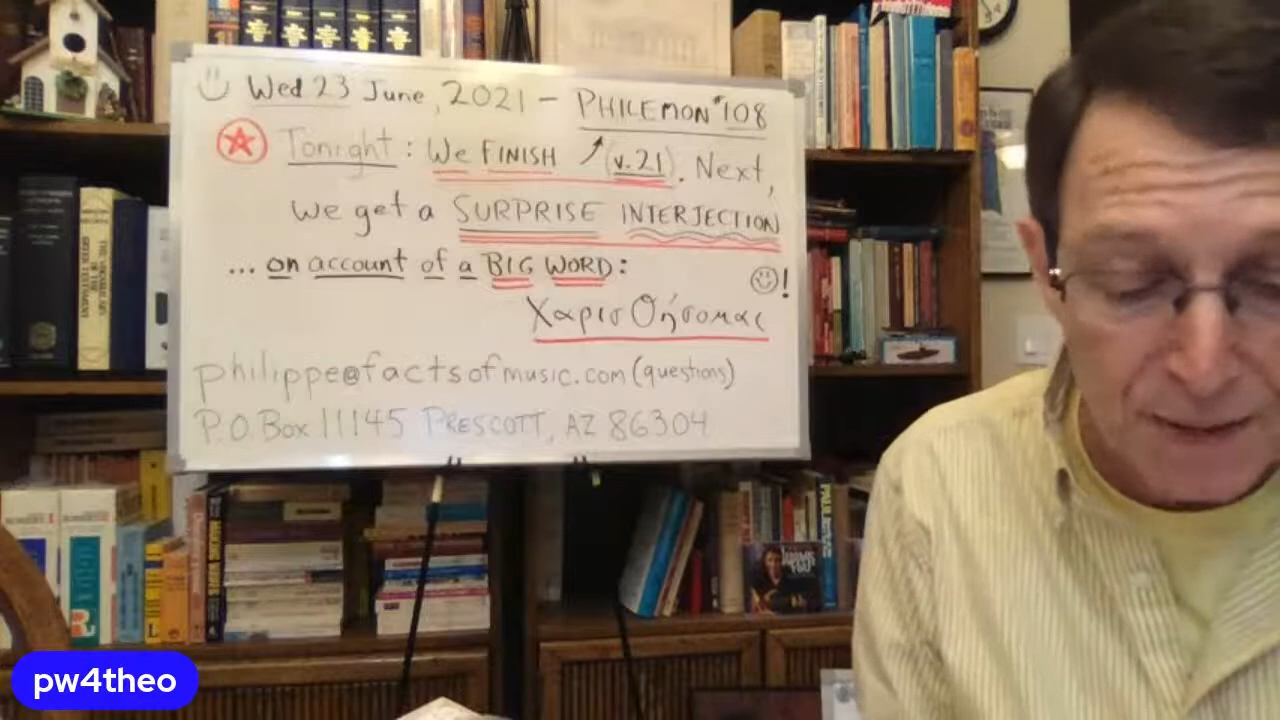 Wed 23 June, 2021 – PHILEMON #108
Tonight: We FINISH (v.21). Next,
we get a SURPRISE INTERJECTION
... on account of a BIG WORD:
!
ΧαρισΘήσομαι
philippe@factsofmusic.com (questions)
P.O. Box 11145 PRESCOTT, AZ 86304
pw4theo